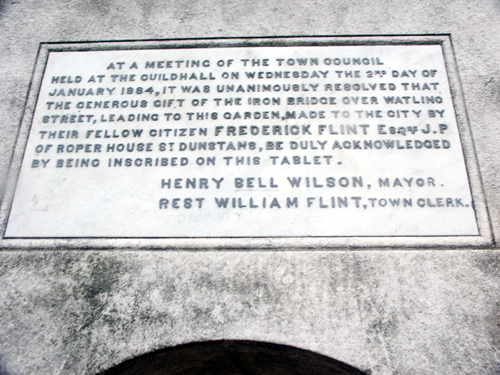 AT A MEETING OF THE TOWN COUNCIL
HELD AT THE GUILDHALL ON WEDNESDAY THE 2ND DAY OF
JANUARY 1884, IT WAS UNANIMOUSLY RESOLVED THAT
THE GENEROUS GIFT OF THE IRON BRIDGE OVER WATLING
STREET, LEADING TO THIS GARDEN, MADE TO THE CITY BY
THEIR FELLOW CITIZEN FREDERICK FLINT ESQRE J.P
OF ROPER HOUSE ST DUNSTANS, BE DULY ACKNOWLEDGED
BY BEING INSCRIBED ON THIS TABLET.
HENRY BELL WILSON, MAYOR.
REST WILLIAM FLINT, TOWN CLERK.